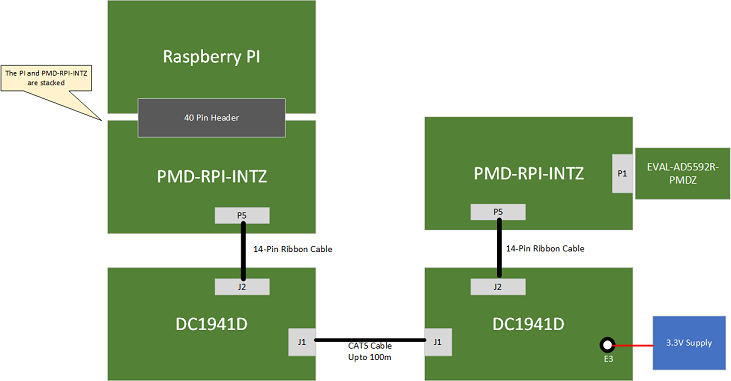 Raspberry PI
The PI and PMD-RPI-INTZ
are stacked
40 Pin Header
PMD-RPI-INTZ
P5
14-Pin Ribbon Cable
J2
DC1941D
J1
CAT5 Cable
Upto 100m
PMD-RPI-INTZ
P1
EVAL-AD5592R-
PMDZ
P5
14-Pin Ribbon Cable
J2
DC1941D
J1
E3
3.3V Supply